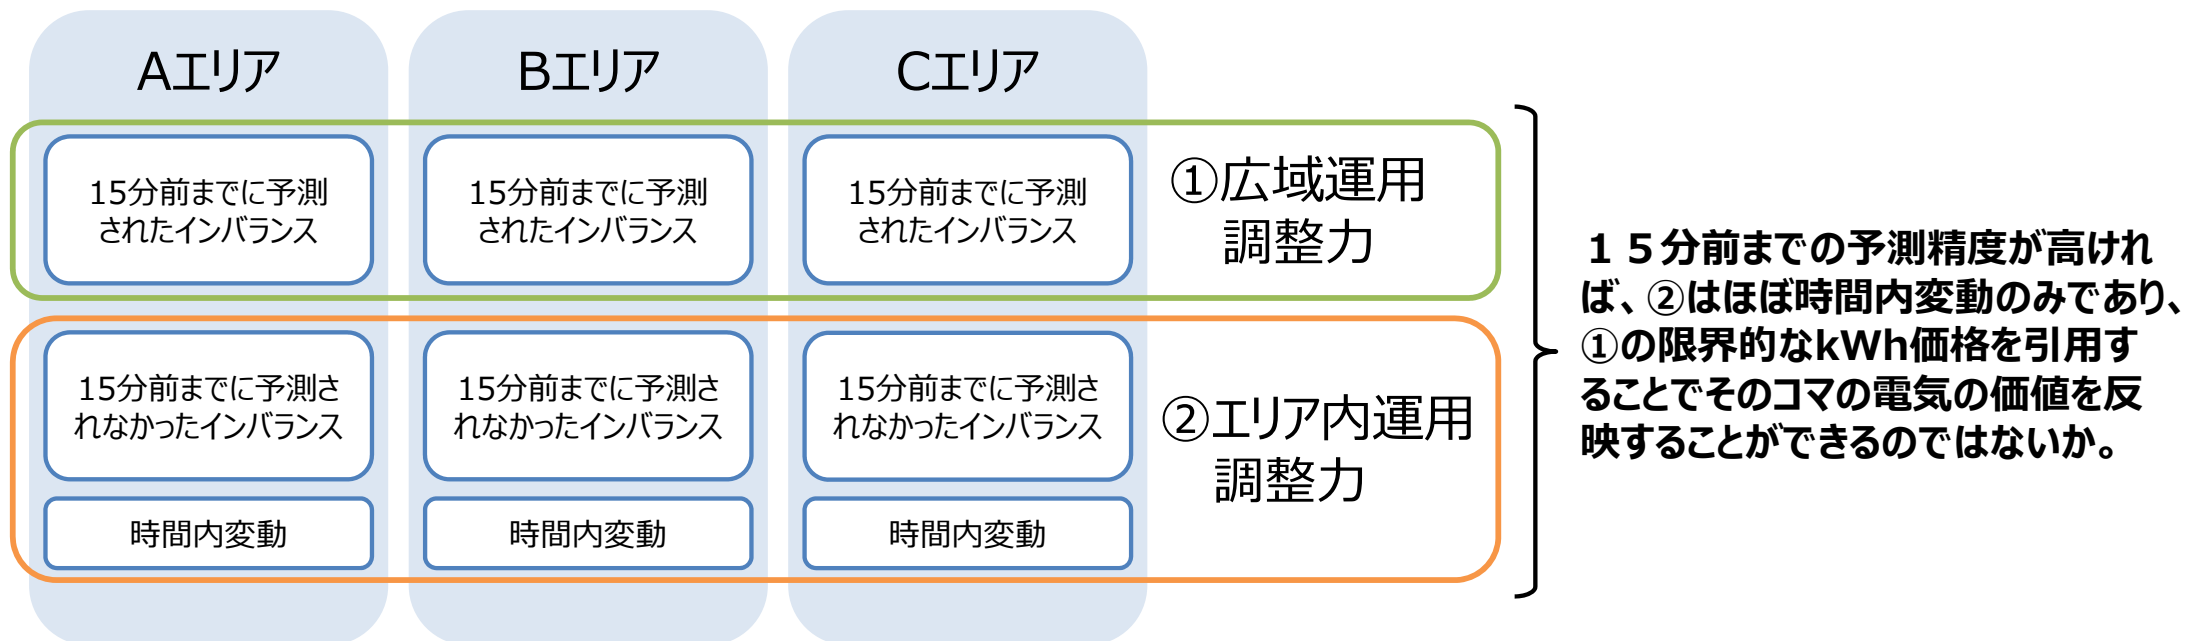 Aエリア
Bエリア
Cエリア
15分前までに予測
されたインバランス
15分前までに予測
されたインバランス
15分前までに予測
されたインバランス
①広域運用
調整力
15分前までに予測さ
れなかったインバランス
15分前までに予測さ
れなかったインバランス
15分前までに予測さ
れなかったインバランス
②エリア内運用
調整力
時間内変動
時間内変動
時間内変動
１５分前までの予測精度が高けれ
ば、②はほぼ時間内変動のみであり、
①の限界的なkWh価格を引用す
ることでそのコマの電気の価値を反
映することができるのではないか。